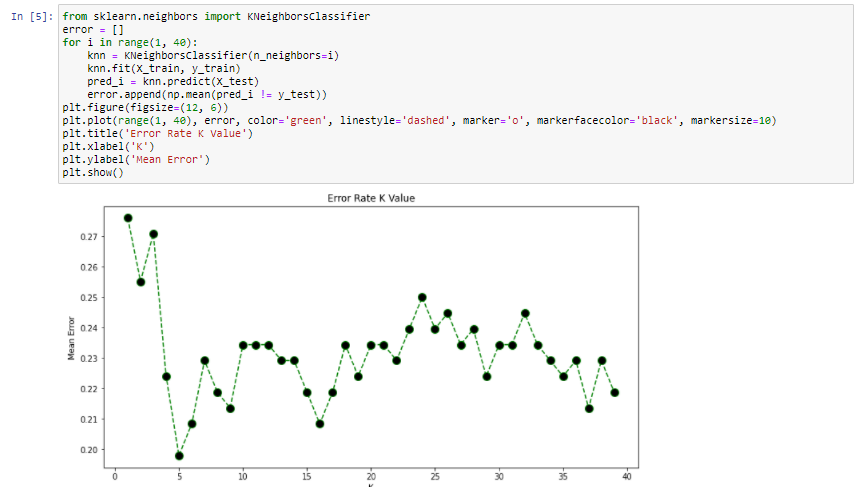 In [5]: from sklearn.neighbors import KNeighborsClassifier
error = []
for i in range(1, 40):
    knn = KNeighborsClassifier(n_neighbors=i)
    knn.fit(X_train, y_train)
    pred_i = knn.predict(X_test)
    error.append(np.mean(pred_i != y_test))
plt.figure(figsize=(12, 6))
plt.plot(range(1, 40), error, color='green', linestyle='dashed', marker='o', markerfacecolor='black', markersize=10)
plt.title('Error Rate K Value')
plt.xlabel('K')
plt.ylabel('Mean Error')
plt.show()
Error Rate K Value
0.27
0.26
0.25
0.24
0.23
0.22
0.21
0.20
Mean Error
0 5 10 15 20 25 30 35 40
K